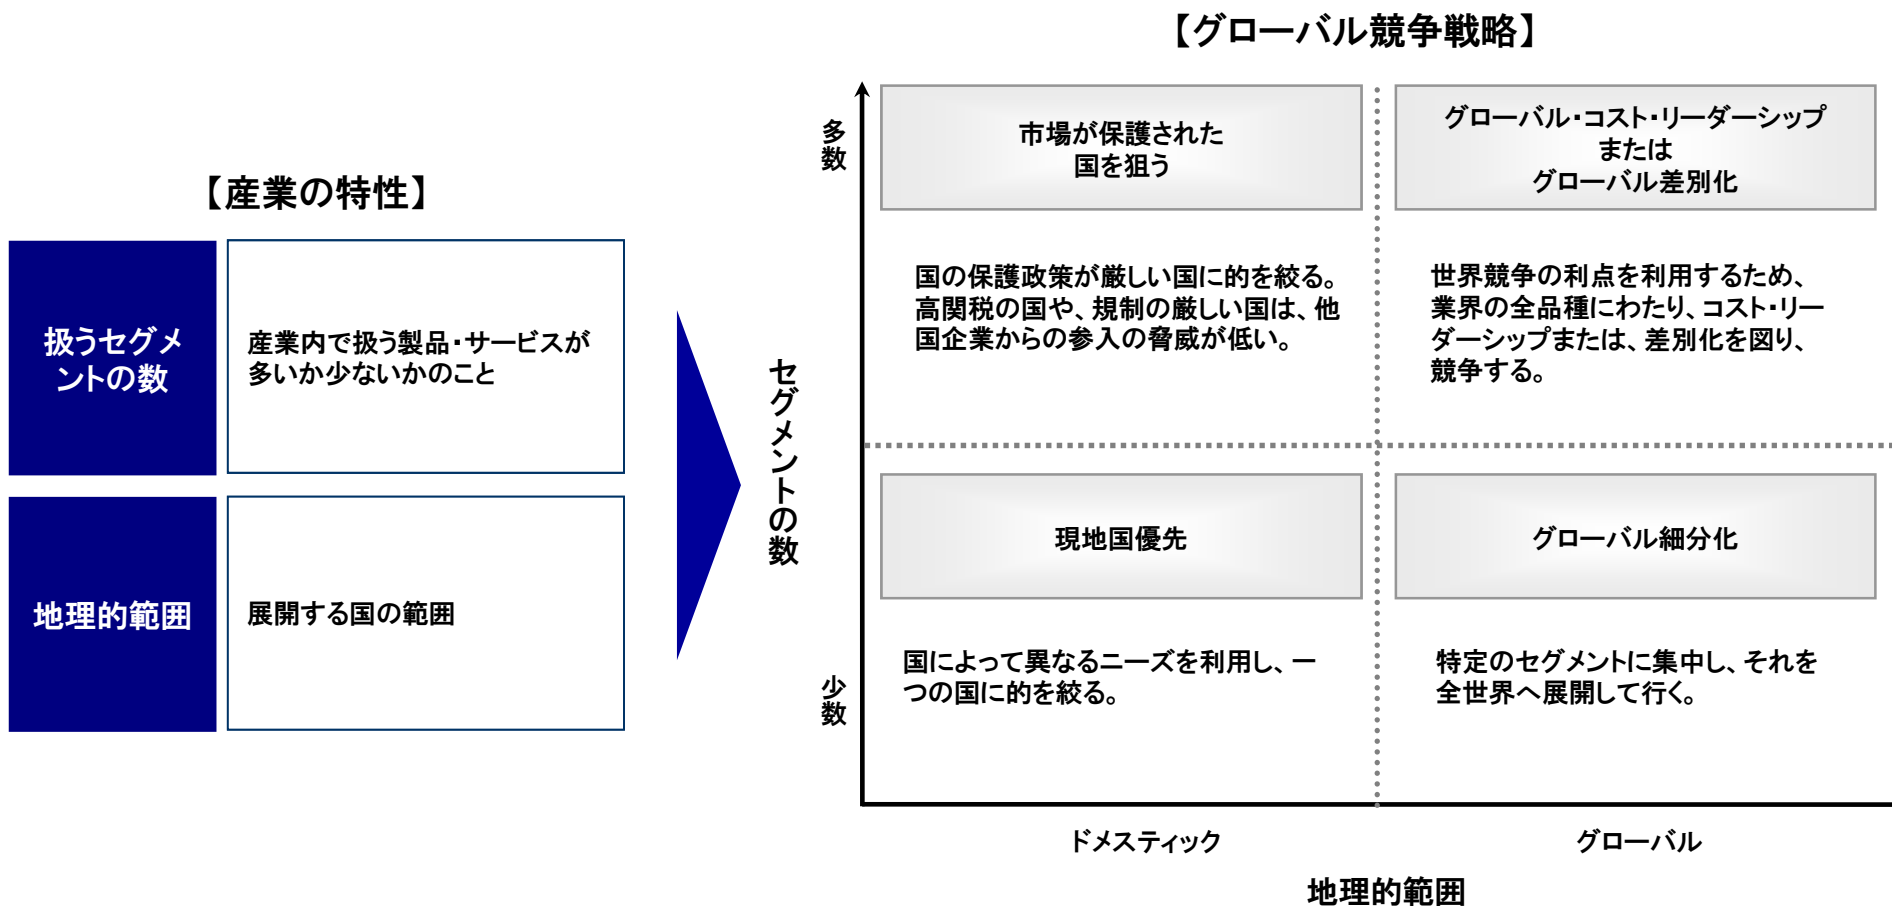 【産業の特性】
扱うセグメ
ントの数
産業内で扱う製品・サービスが
多いか少ないかのこと
地理的範囲
展開する国の範囲
【グローバル競争戦略】
セグメントの数
多数
少数
市場が保護された
国を狙う
国の保護政策が厳しい国に的を絞る。
高関税の国や、規制の厳しい国は、他
国企業からの参入の脅威が低い。
グローバル・コスト・リーダーシップ
または
グローバル差別化
世界競争の利点を利用するため、
業界の全品種にわたり、コスト・リー
ダーシップまたは、差別化を図り、
競争する。
現地国優先
国によって異なるニーズを利用し、一
つの国に的を絞る。
グローバル細分化
特定のセグメントに集中し、それを
全世界へ展開して行く。
ドメスティック
グローバル
地理的範囲